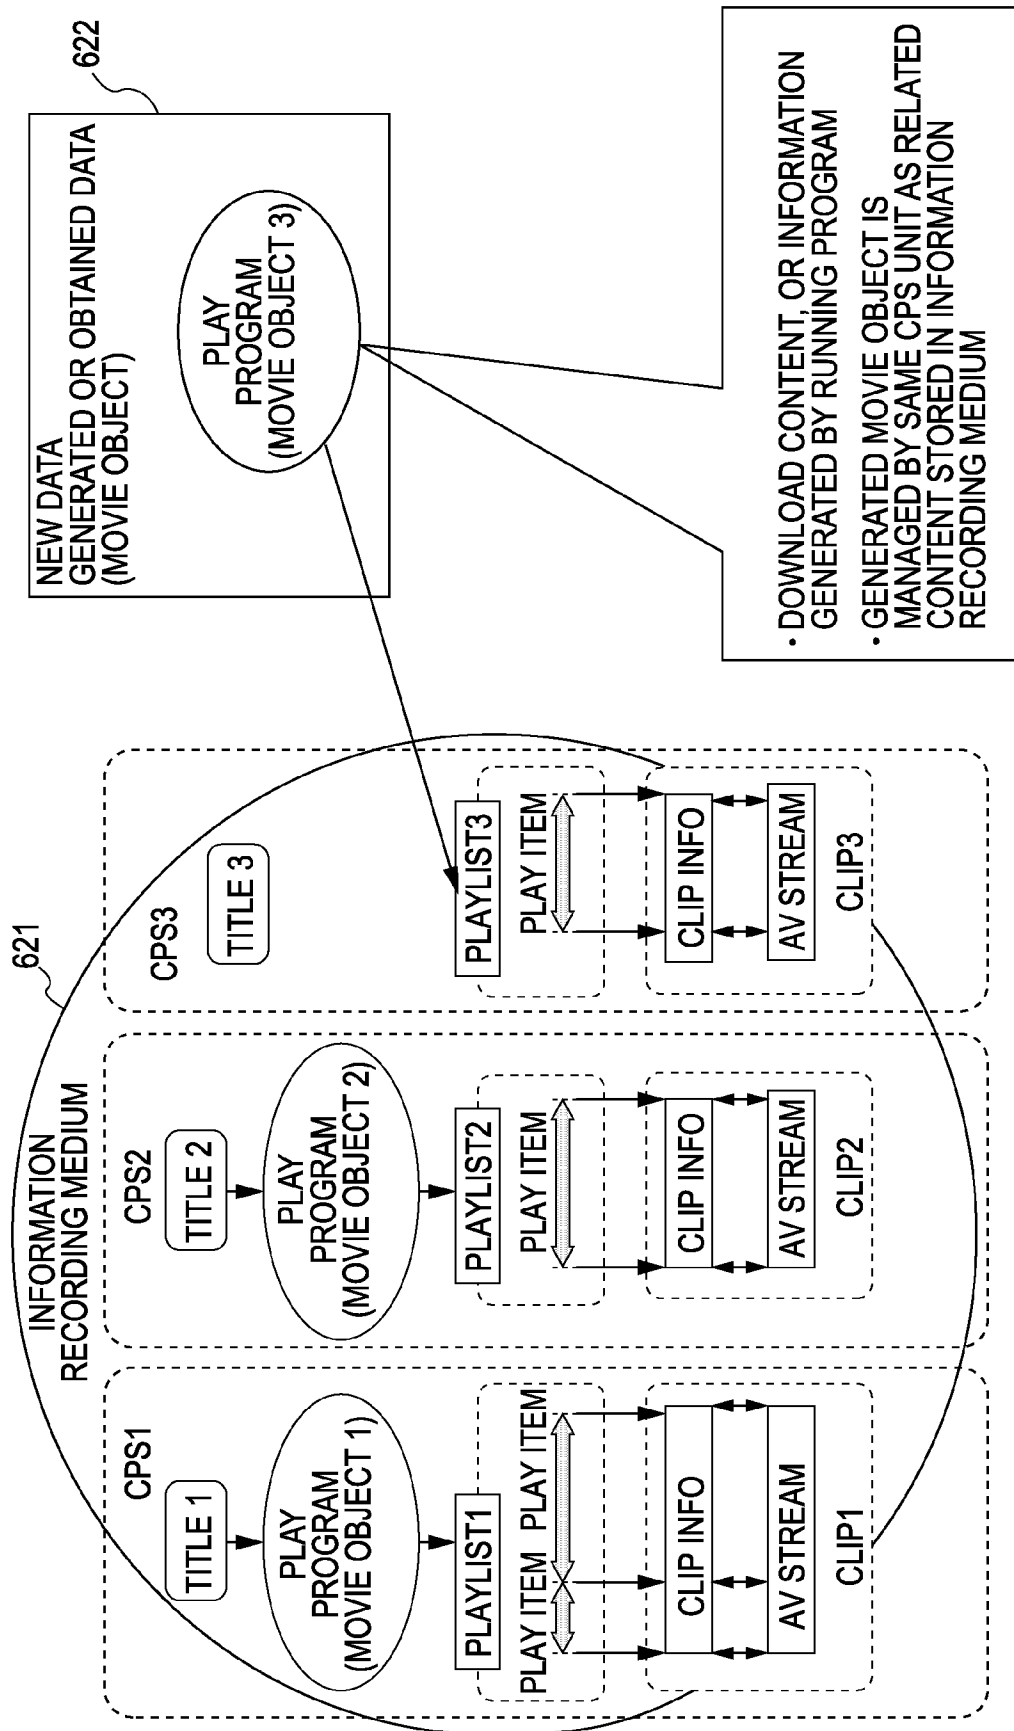 621
INFORMATION
RECORDING MEDIUM
CPS1
TITLE 1
PLAY
PROGRAM
(MOVIE OBJECT 1)
PLAYLIST1
PLAY ITEM
PLAY ITEM
CLIP INFO
AV STREAM
CLIP1
CPS2
TITLE 2
PLAY
PROGRAM
(MOVIE OBJECT 2)
PLAYLIST2
PLAY ITEM
CLIP INFO
AV STREAM
CLIP2
CPS3
TITLE 3
PLAYLIST3
PLAY ITEM
CLIP INFO
AV STREAM
CLIP3
622
NEW DATA
GENERATED OR OBTAINED DATA
(MOVIE OBJECT)
PLAY
PROGRAM
(MOVIE OBJECT 3)
· DOWNLOAD CONTENT, OR INFORMATION
GENERATED BY RUNNING PROGRAM
· GENERATED MOVIE OBJECT IS
MANAGED BY SAME CPS UNIT AS RELATED
CONTENT STORED IN INFORMATION
RECORDING MEDIUM